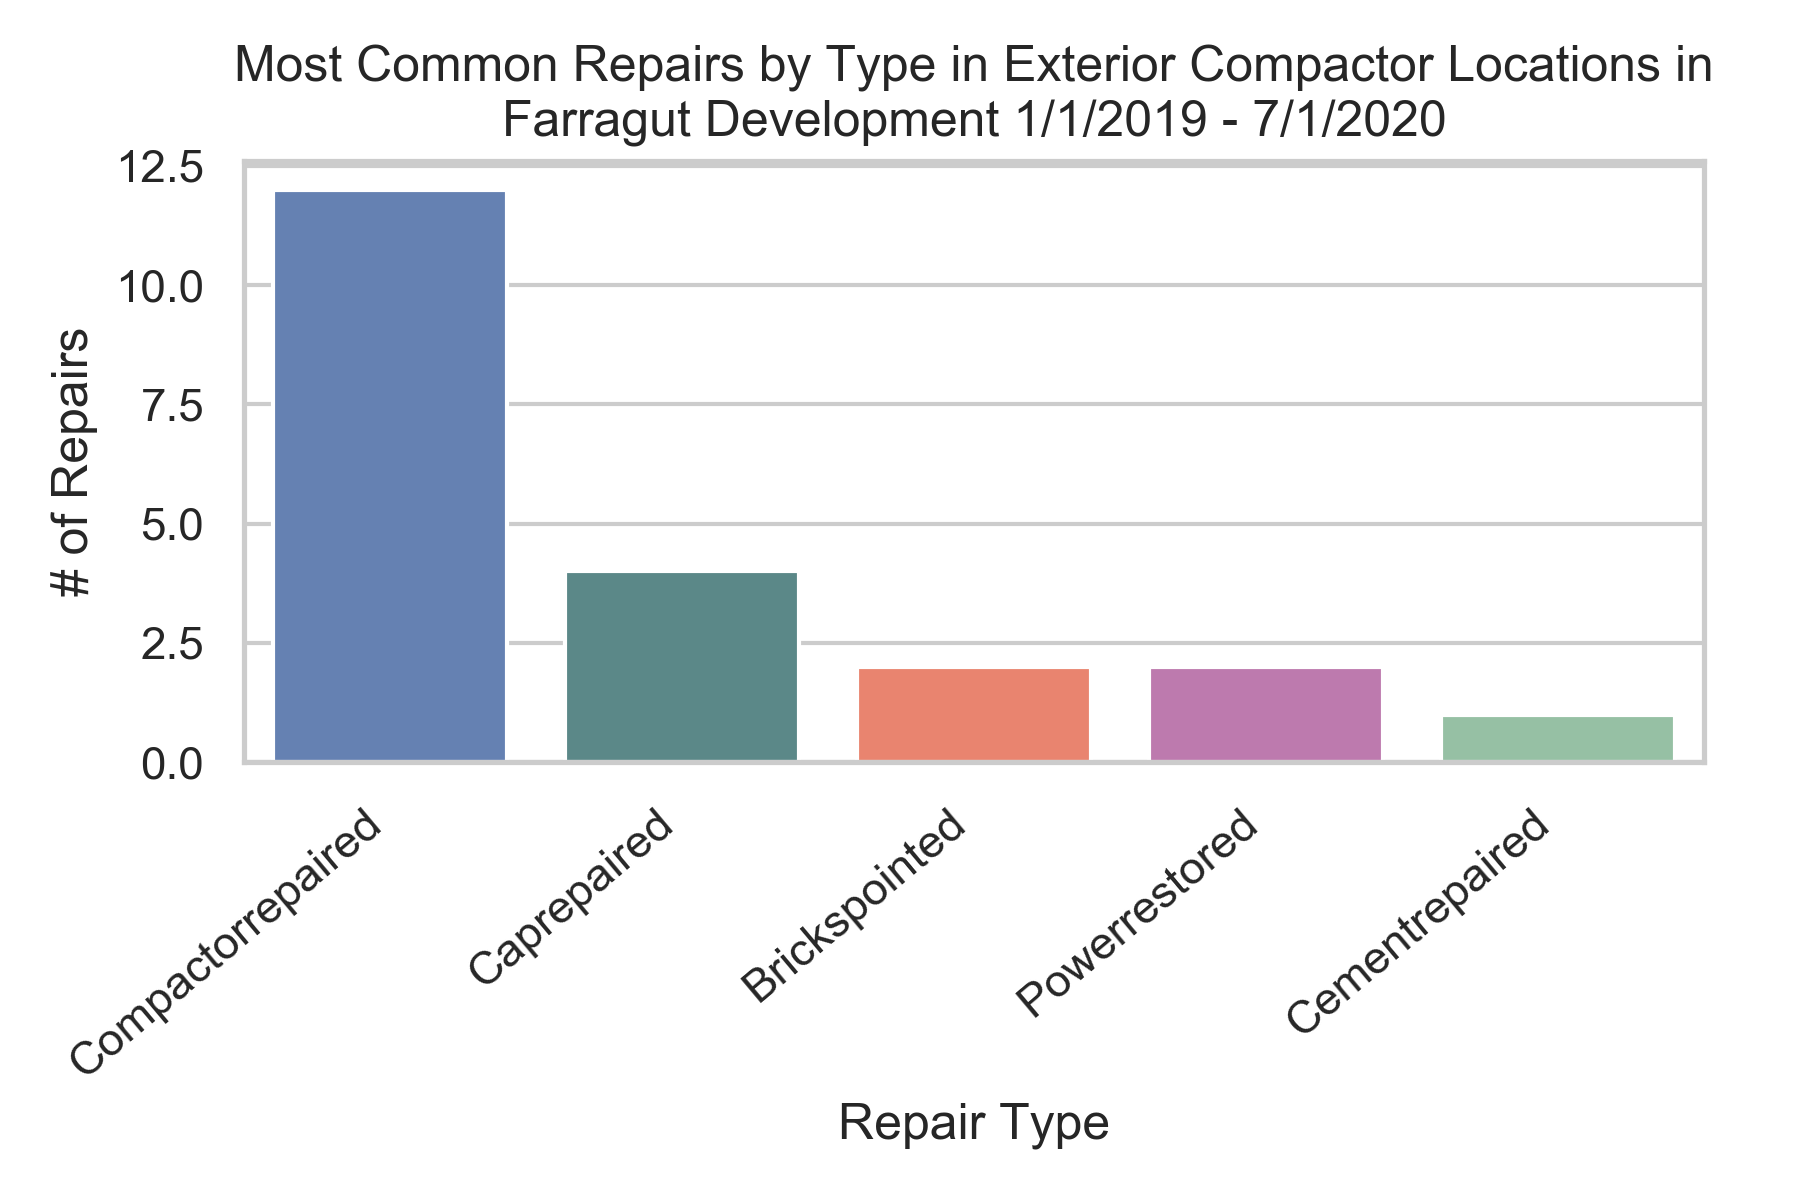 Most Common Repairs by Type in Exterior Compactor Locations in
Farragut Development 1/1/2019 - 7/1/2020
12.5
10.0
7.5
5.0
2.5
0.0
# of Repairs
Compactorrepaired
Caprepaired
Brickspointed
Powerrestored
Cementrepaired
Repair Type